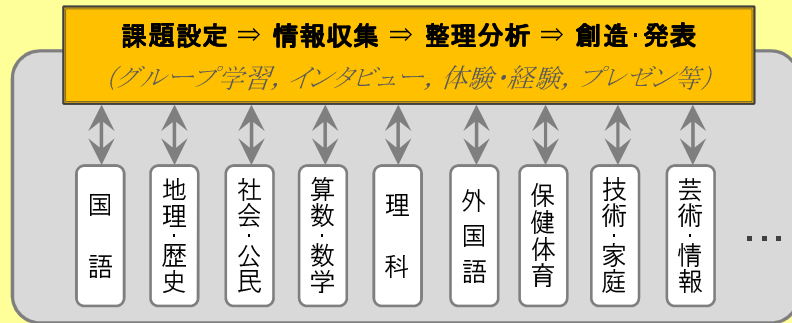 課題設定 ⇒ 情報収集 ⇒ 整理分析 ⇒ 創造・発表
(グループ学習, インタビュー, 体験・経験, プレゼン等)
国語
地理・歴史
社会・公民
算数・数学
理科
外国語
保健体育
技術・家庭
芸術・情報
…